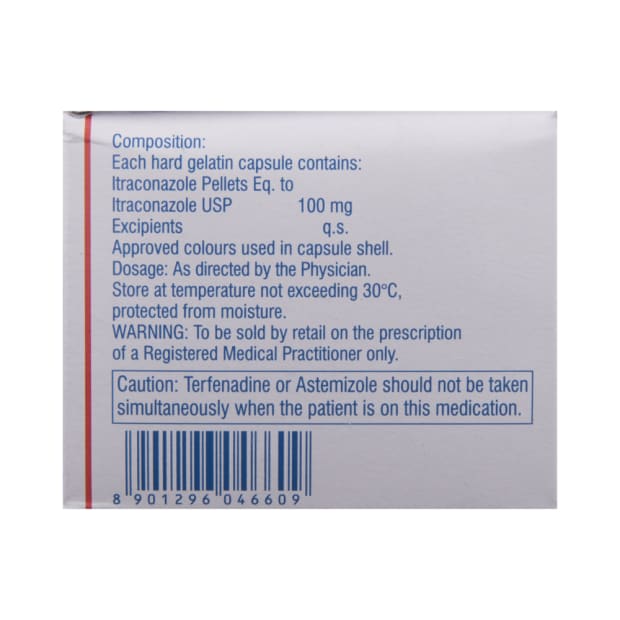 Composition:
Each hard gelatin capsule contains:
Itraconazole Pellets Eq. to
Itraconazole USP 100 mg
Excipients q.s.
Approved colours used in capsule shell.
Dosage: As directed by the Physician.
Store at temperature not exceeding 30°C,
protected from moisture.
WARNING: To be sold by retail on the prescription
of a Registered Medical Practitioner only.
Caution: Terfenadine or Astemizole should not be taken
simultaneously when the patient is on this medication.
8 901296 046609